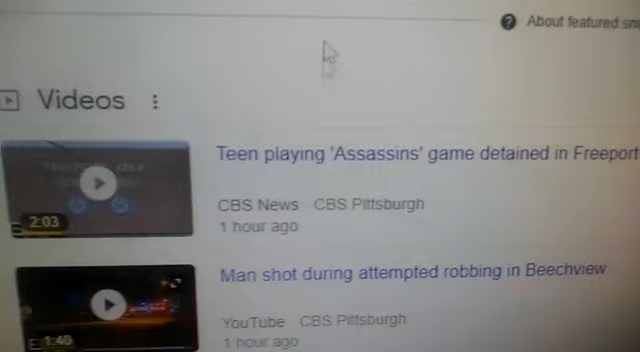 About featured
Videos
Teen playing 'Assassins' game detained in Freeport
2:03
CBS News CBS Pittsburgh
1 hour ago
Man shot during attempted robbing in Beechview
1:40
YouTube CBS Pittsburgh
1 hour ago